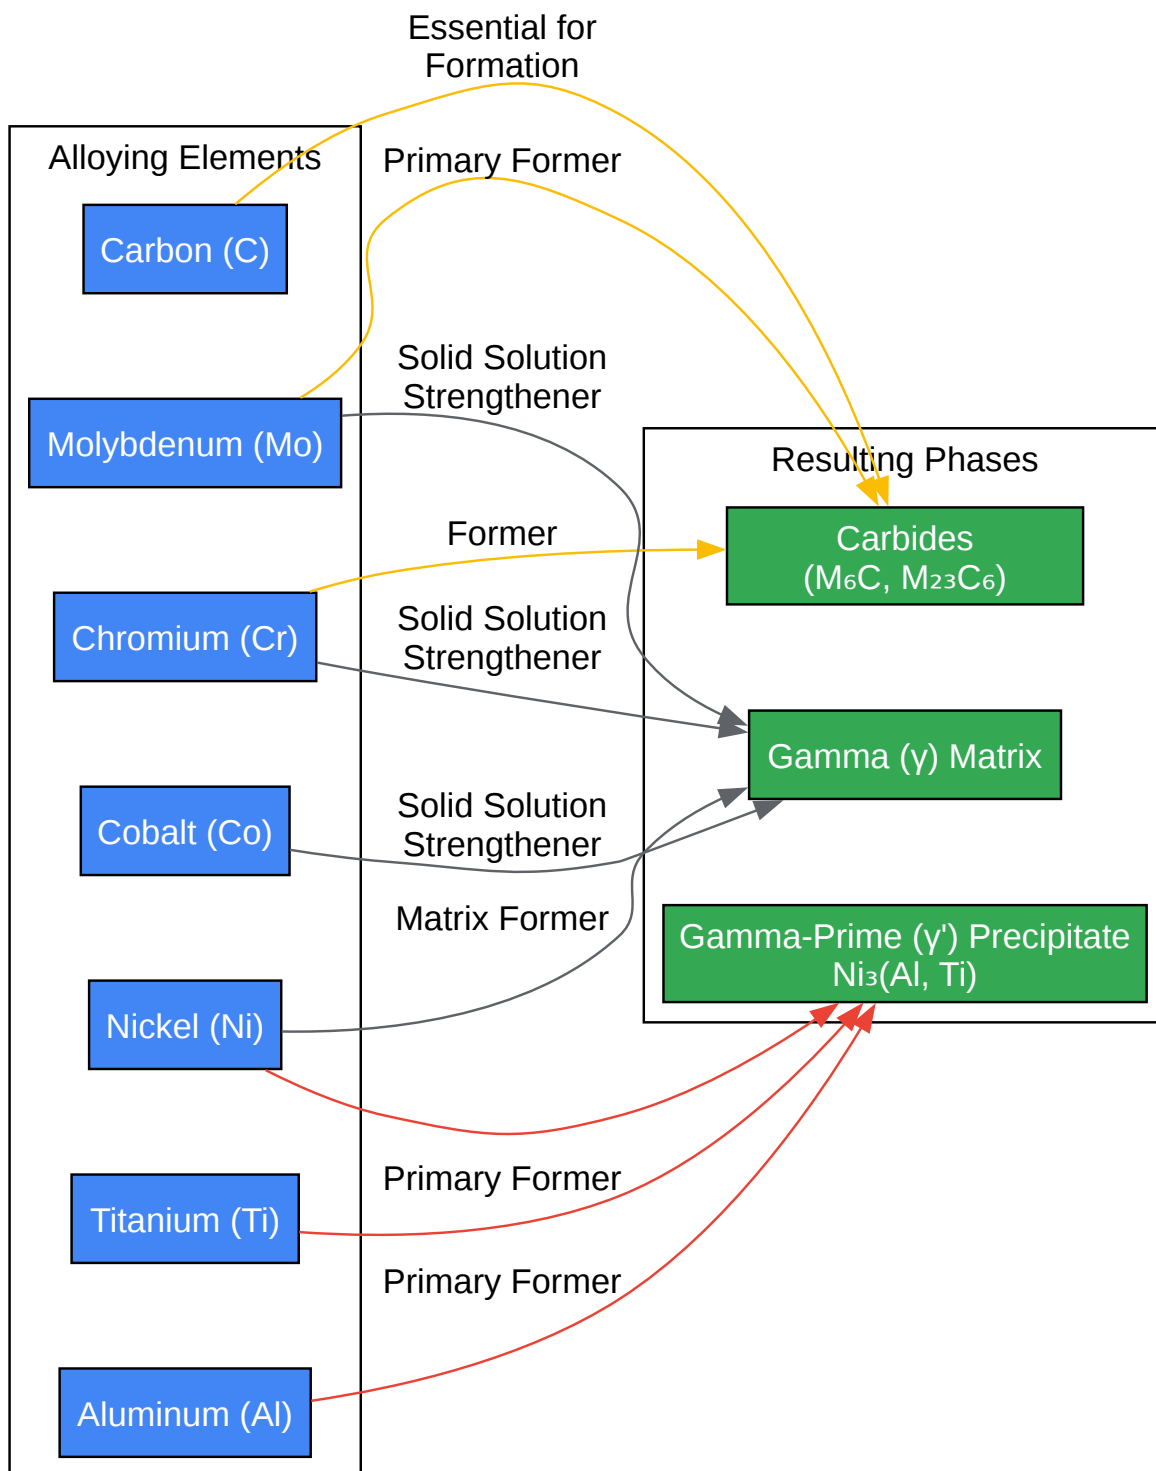 Essential for
Formation
Alloying Elements
Primary Former
Carbon (C)
Solid Solution
Strengthener
Molybdenum (Mo)
Resulting Phases
Former
Carbides
(M₆C, M₂₃C₆)
Chromium (Cr)
Solid Solution
Strengthener
Gamma (γ) Matrix
Cobalt (Co)
Solid Solution
Strengthener
Matrix Former
Gamma-Prime (γ') Precipitate
Ni₃(Al, Ti)
Nickel (Ni)
Primary Former
Titanium (Ti)
Primary Former
Aluminum (Al)